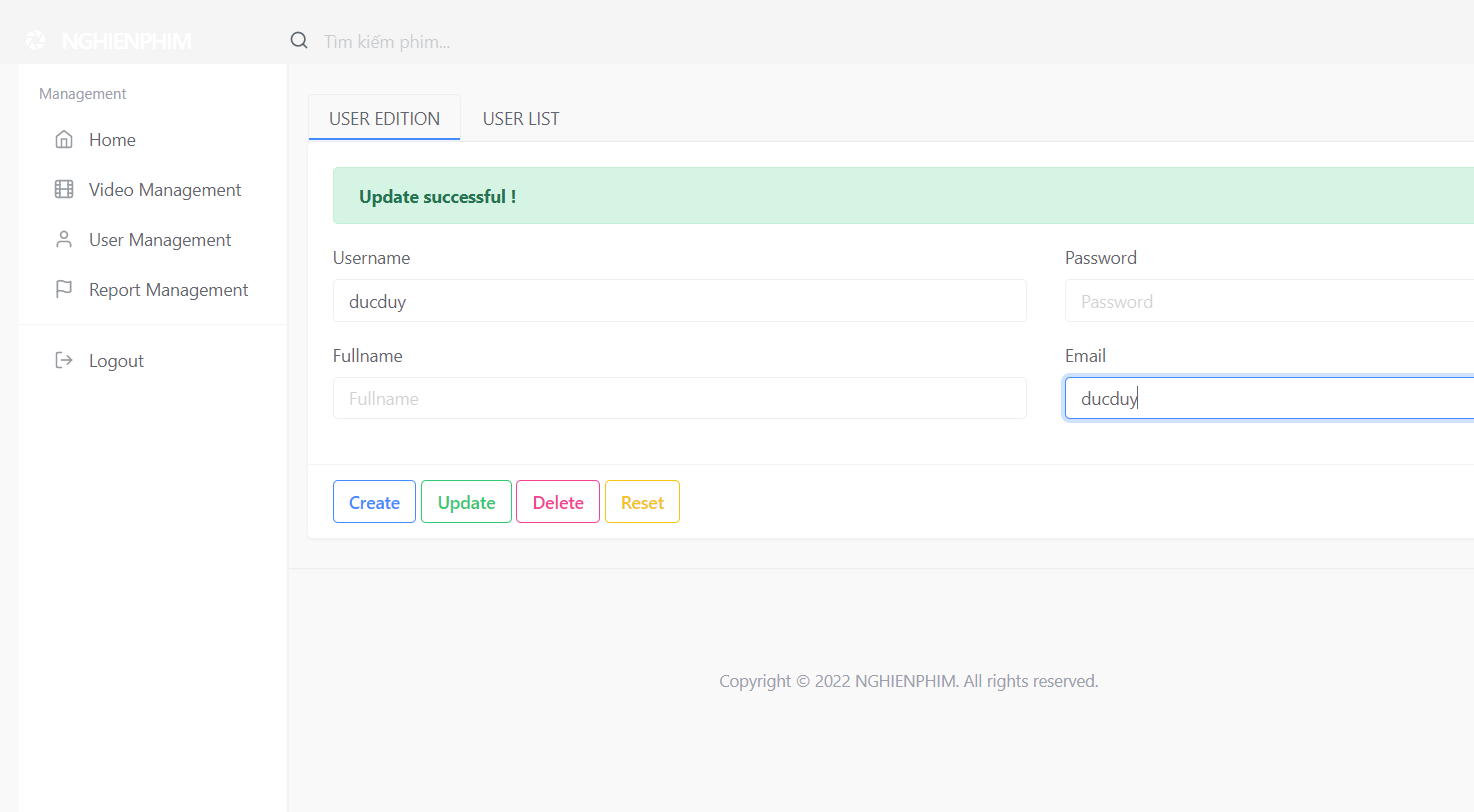 NGHIENPHIM
Tìm kiếm phim...
Management
Home
Video Management
User Management
Report Management
Logout
USER EDITION USER LIST
Update successful !
Username Password
ducduy Password
Fullname Email
Fullname ducduy
Create Update Delete Reset
Copyright © 2022 NGHIENPHIM. All rights reserved.